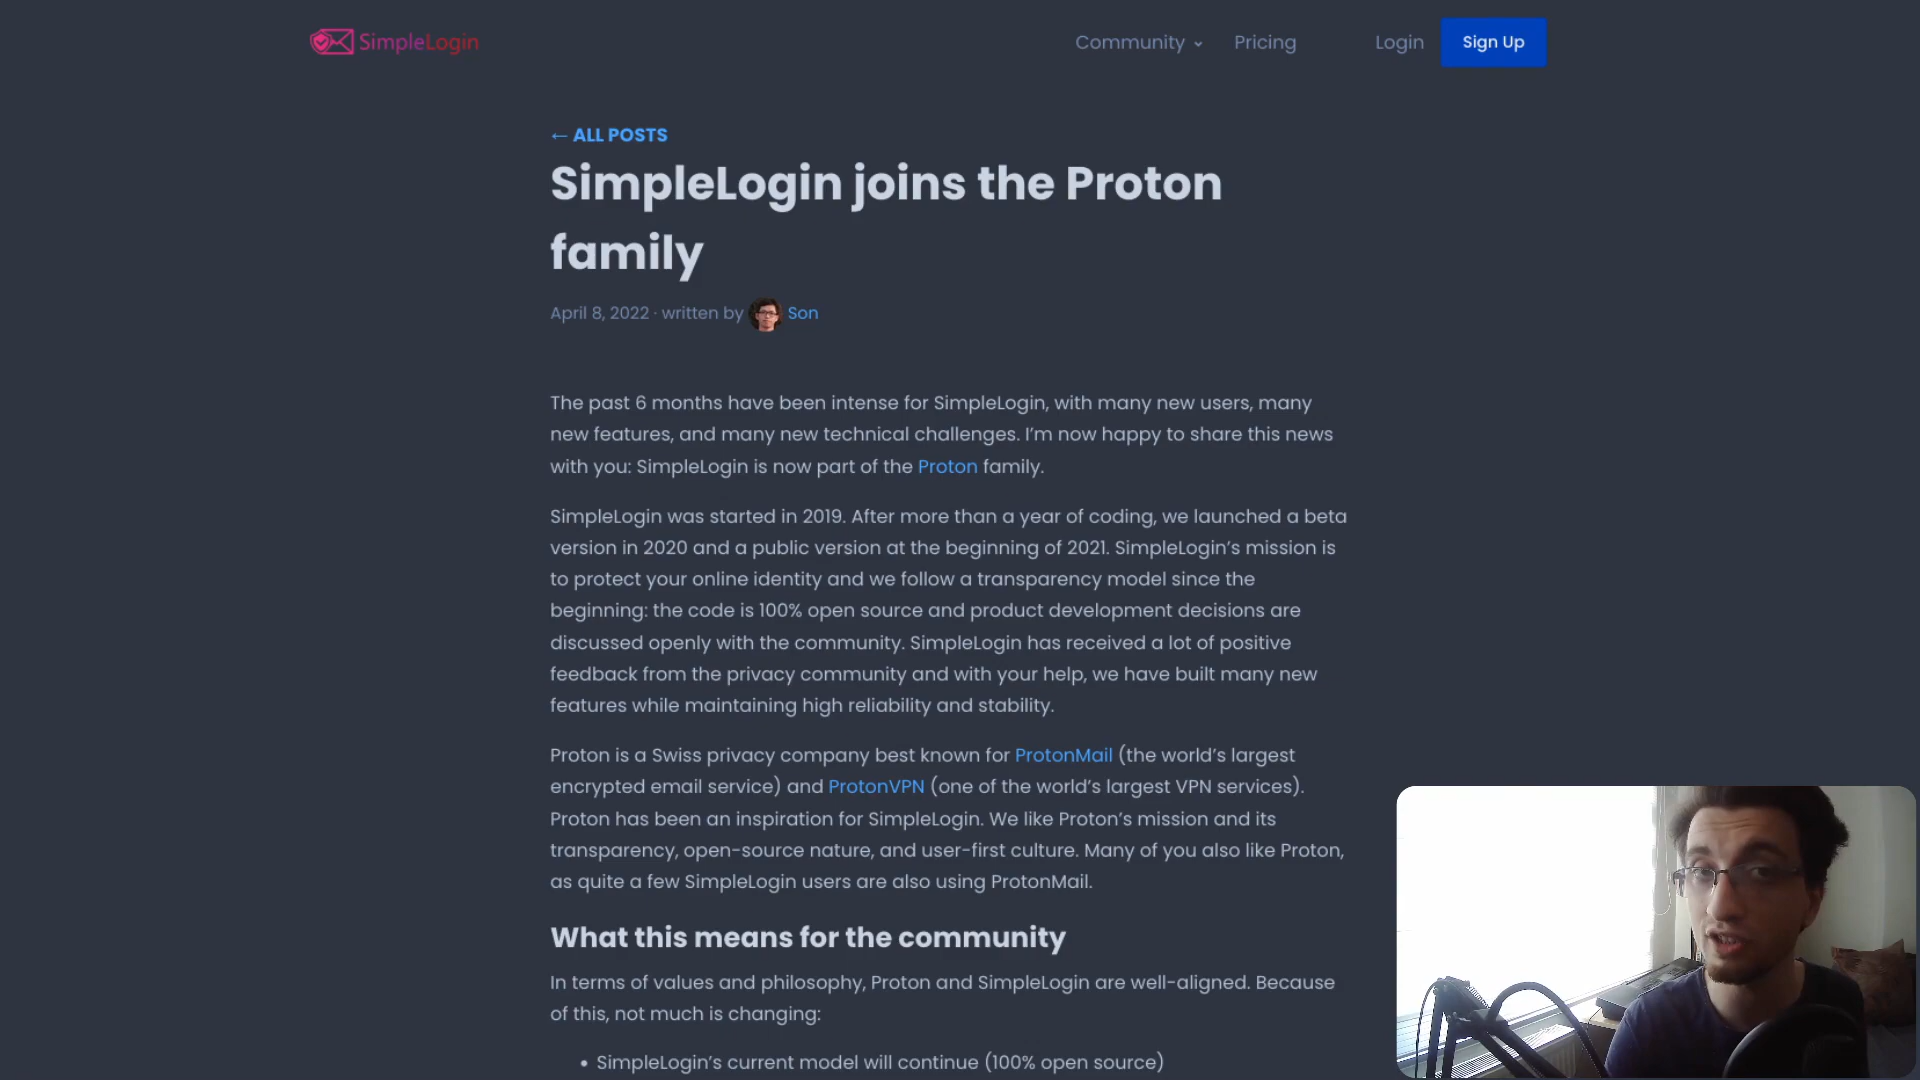 SimpleLogin
Community
Pricing
Login
Sign Up
← ALL POSTS
SimpleLogin joins the Proton
family
April 8, 2022 · written by Son
The past 6 months have been intense for SimpleLogin, with many new users, many
new features, and many new technical challenges. I’m now happy to share this news
with you: SimpleLogin is now part of the Proton family.
SimpleLogin was started in 2019. After more than a year of coding, we launched a beta
version in 2020 and a public version at the beginning of 2021. SimpleLogin’s mission is
to protect your online identity and we follow a transparency model since the
beginning: the code is 100% open source and product development decisions are
discussed openly with the community. SimpleLogin has received a lot of positive
feedback from the privacy community and with your help, we have built many new
features while maintaining high reliability and stability.
Proton is a Swiss privacy company best known for ProtonMail (the world’s largest
encrypted email service) and ProtonVPN (one of the world’s largest VPN services).
Proton has been an inspiration for SimpleLogin. We like Proton’s mission and its
transparency, open-source nature, and user-first culture. Many of you also like Proton,
as quite a few SimpleLogin users are also using ProtonMail.
What this means for the community
In terms of values and philosophy, Proton and SimpleLogin are well-aligned. Because
of this, not much is changing:
• SimpleLogin’s current model will continue (100% open source)